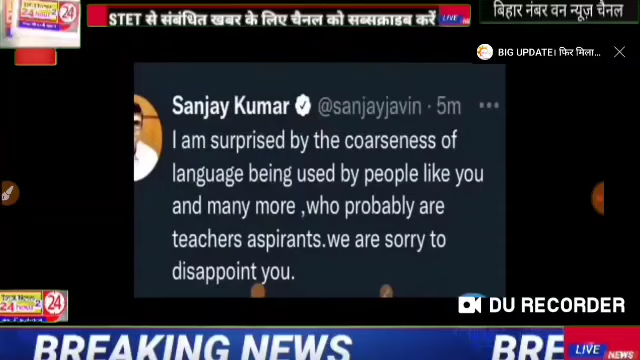 STET से संबंधित खबर के लिए चैनल को सब्सक्राइब करें
LIVE
बिहार नंबर वन न्यूज़ चैनल
24
BIG UPDATE। फिर मिला...
Sanjay Kumar @sanjayjavin · 5m
I am surprised by the coarseness of
language being used by people like you
and many more ,who probably are
teachers aspirants.we are sorry to
disappoint you.
24
DU RECORDER
BREAKING NEWS
BRE
LIVE
NEWS